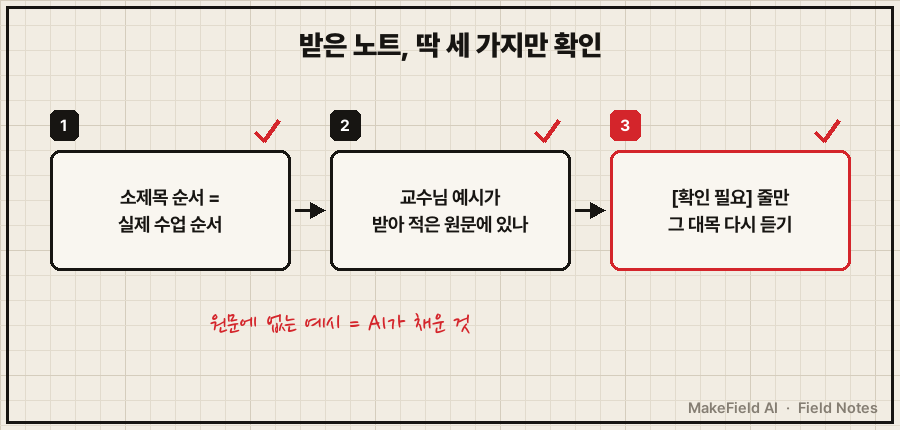 받은 노트, 딱 세 가지만 확인
1
소제목 순서 =
실제 수업 순서
2
교수님 예시가
받아 적은 원문에 있나
3
[확인 필요] 줄만
그 대목 다시 듣기
원문에 없는 예시 = AI가 채운 것
MakeField AI · Field Notes